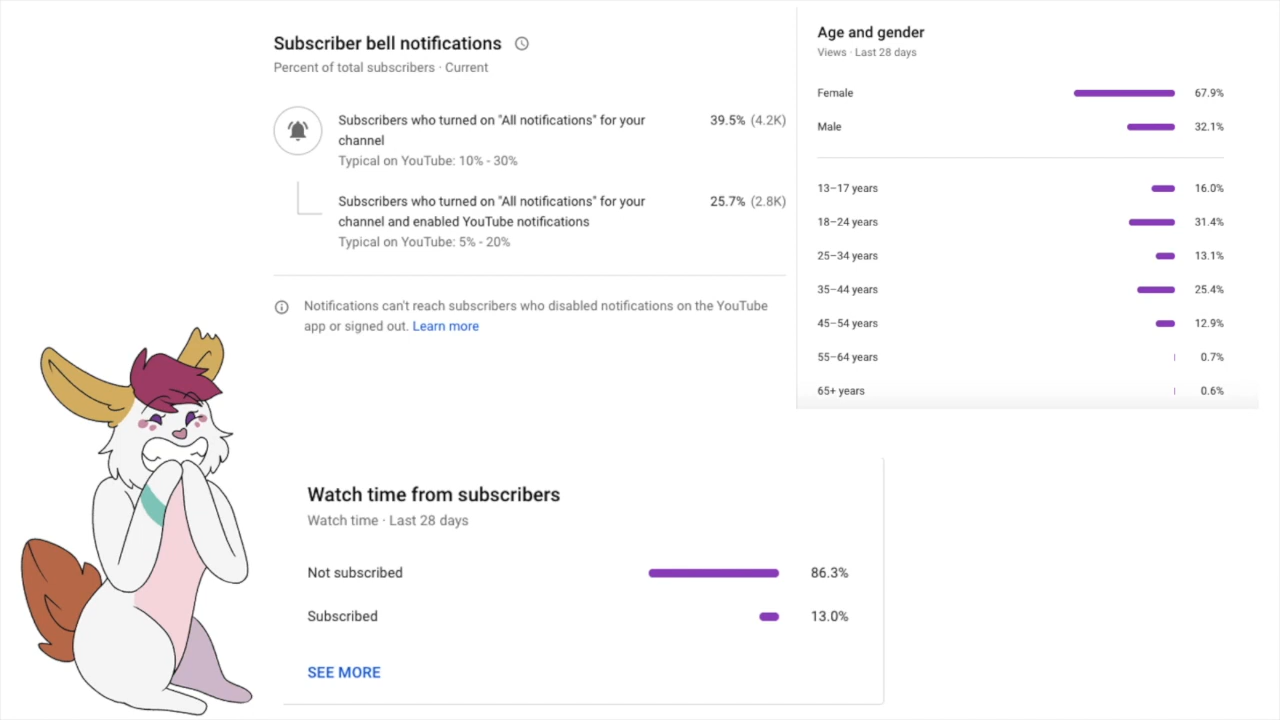 Subscriber bell notifications
Percent of total subscribers · Current
Subscribers who turned on "All notifications" for your
channel
39.5% (4.2K)
Typical on YouTube: 10% - 30%
Subscribers who turned on "All notifications" for your
channel and enabled YouTube notifications
25.7% (2.8K)
Typical on YouTube: 5% - 20%
Notifications can't reach subscribers who disabled notifications on the YouTube
app or signed out. Learn more
Age and gender
Views · Last 28 days
Female 67.9%
Male 32.1%
13–17 years 16.0%
18–24 years 31.4%
25–34 years 13.1%
35–44 years 25.4%
45–54 years 12.9%
55–64 years 0.7%
65+ years 0.6%
Watch time from subscribers
Watch time · Last 28 days
Not subscribed 86.3%
Subscribed 13.0%
SEE MORE